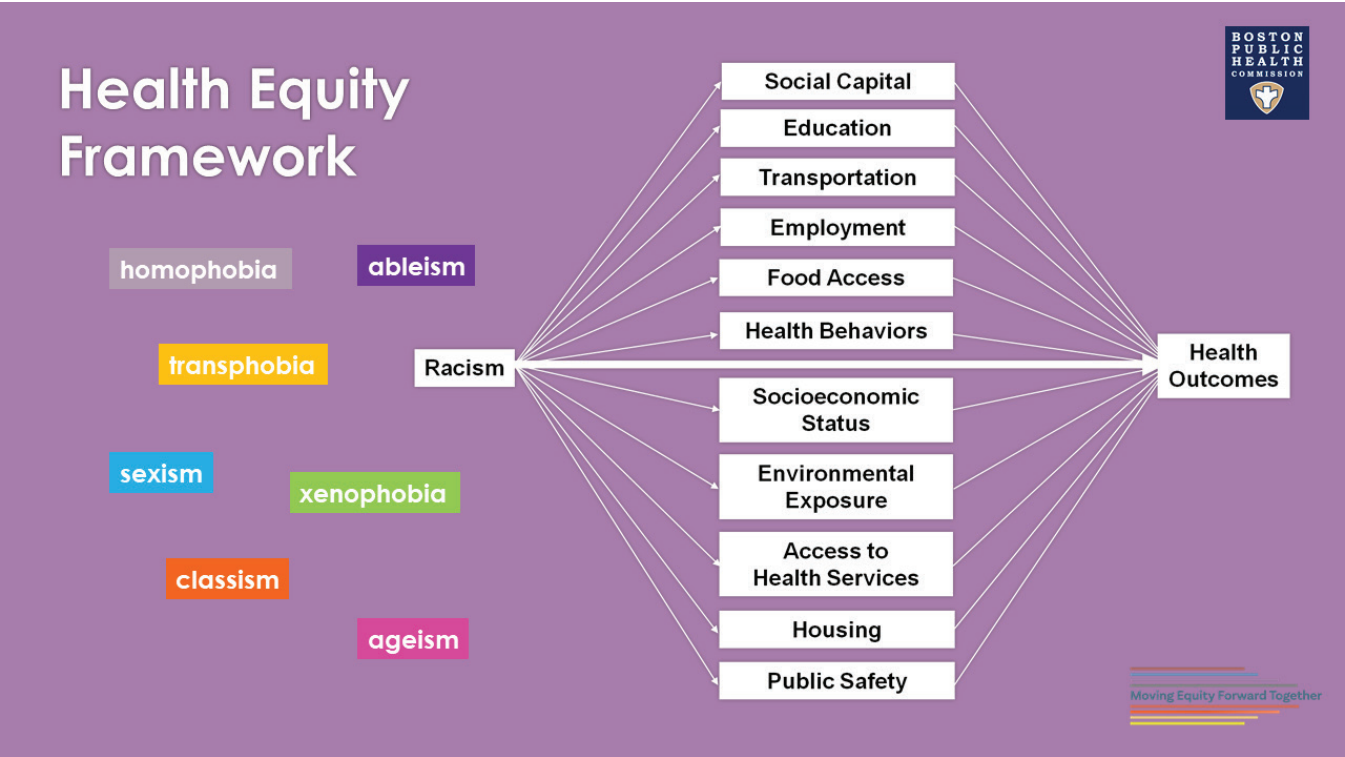 Health Equity
Framework
BOSTON
PUBLIC
HEALTH
COMMISSION
homophobia
ableism
transphobia
sexism
xenophobia
classism
ageism
Racism
Social Capital
Education
Transportation
Employment
Food Access
Health Behaviors
Socioeconomic
Status
Environmental
Exposure
Access to
Health Services
Housing
Public Safety
Health
Outcomes
Moving Equity Forward Together